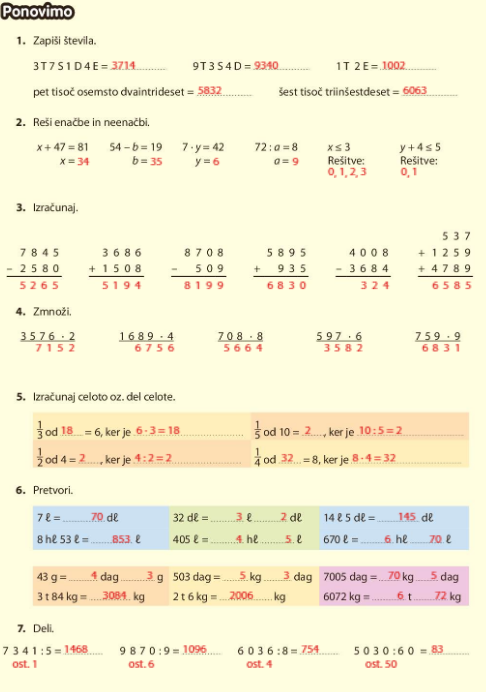 Ponovimo
1. Zapiši števila.
3 T 7 S 1 D 4 E = 3714 9 T 3 S 4 D = 9340 1 T 2 E = 1002
pet tisoč osemsto dvaintrideset = 5832 šest tisoč triinšestdeset = 6063
2. Reši enačbe in neenačbi.
x + 47 = 81 54 – b = 19 7 · y = 42 72 : a = 8 x ≤ 3 y + 4 ≤ 5
x = 34 b = 35 y = 6 a = 9 Rešitve: Rešitve:
0, 1, 2, 3 0, 1
3. Izračunaj.
5 3 7
7 8 4 5 3 6 8 6 8 7 0 8 5 8 9 5 4 0 0 8 + 1 2 5 9
– 2 5 8 0 + 1 5 0 8 – 5 0 9 + 9 3 5 – 3 6 8 4 + 4 7 8 9
5 2 6 5 5 1 9 4 8 1 9 9 6 8 3 0 3 2 4 6 5 8 5
4. Zmnoži.
3 5 7 6 · 2 1 6 8 9 · 4 7 0 8 · 8 5 9 7 · 6 7 5 9 · 9
7 1 5 2 6 7 5 6 5 6 6 4 3 5 8 2 6 8 3 1
5. Izračunaj celoto oz. del celote.
1/3 od 18 = 6, ker je 6 · 3 = 18 1/5 od 10 = 2, ker je 10 : 5 = 2
1/2 od 4 = 2, ker je 4 : 2 = 2 1/4 od 32 = 8, ker je 8 · 4 = 32
6. Pretvori.
7 ℓ = 70 dℓ 32 dℓ = 3 ℓ 2 dℓ 14 ℓ 5 dℓ = 145 dℓ
8 hℓ 53 ℓ = 853 ℓ 405 ℓ = 4 hℓ 5 ℓ 670 ℓ = 6 hℓ 70 ℓ
43 g = 4 dag 3 g 503 dag = 5 kg 3 dag 7005 dag = 70 kg 5 dag
3 t 84 kg = 3084 kg 2 t 6 kg = 2006 kg 6072 kg = 6 t 72 kg
7. Deli.
7 3 4 1 : 5 = 1468 9 8 7 0 : 9 = 1096 6 0 3 6 : 8 = 754 5 0 3 0 : 6 0 = 83
ost. 1 ost. 6 ost. 4 ost. 50